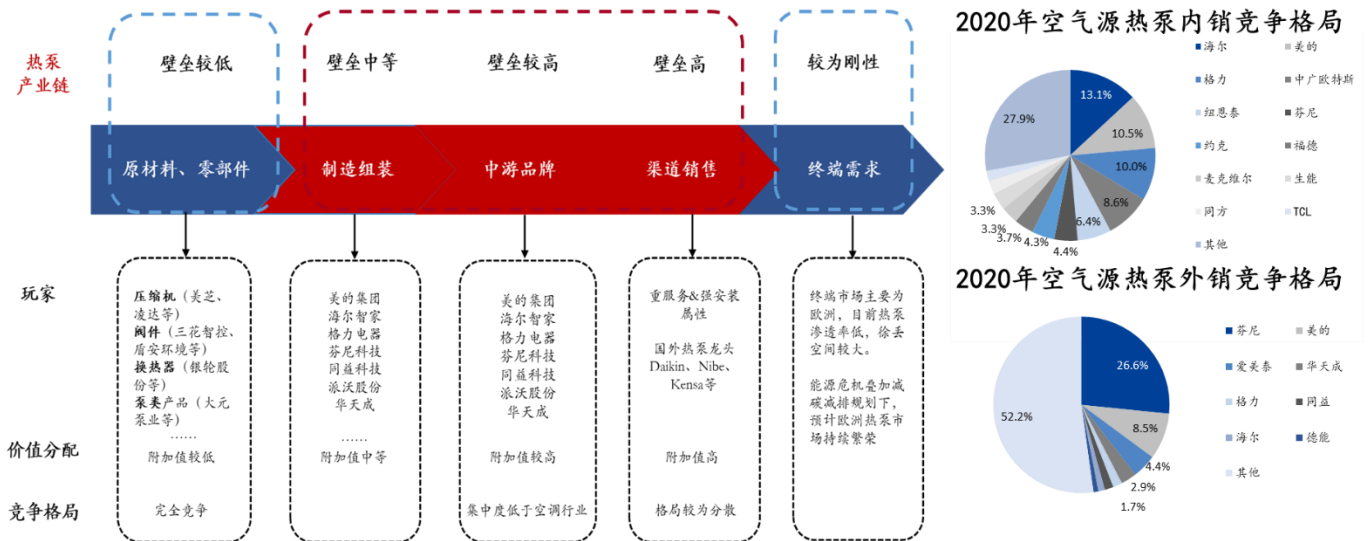 热泵
产业链
壁垒较低
壁垒中等
壁垒较高
壁垒高
较为刚性
原材料、零部件
制造组装
中游品牌
渠道销售
终端需求
玩家
压缩机（美芝、
凌达等）
阀件（三花智控、
盾安环境等）
换热器（银轮股
份等）
泵类产品（大元
泵业等）
……
附加值较低
完全竞争
美的集团
海尔智家
格力电器
芬尼科技
同益科技
派沃股份
华天成
……
附加值中等
美的集团
海尔智家
格力电器
芬尼科技
同益科技
派沃股份
华天成
附加值较高
集中度低于空调行业
重服务&强安装
属性
国外热泵龙头
Daikin、Nibe、
Kensa等
附加值高
格局较为分散
终端市场主要为
欧洲，目前热泵
渗透率低，徐丢
空间较大。
能源危机叠加减
碳减排规划下，
预计欧洲热泵市
场持续繁荣
价值分配
竞争格局
2020年空气源热泵内销竞争格局
海尔
美的
格力
中广欧特斯
纽恩泰
芬尼
约克
福德
麦克维尔
生能
同方
TCL
其他
13.1%
10.5%
10.0%
8.6%
6.4%
4.4%
4.3%
3.7%
3.3%
3.3%
27.9%
2020年空气源热泵外销竞争格局
芬尼
美的
爱美泰
华天成
格力
同益
海尔
德能
其他
26.6%
8.5%
4.4%
2.9%
1.7%
52.2%